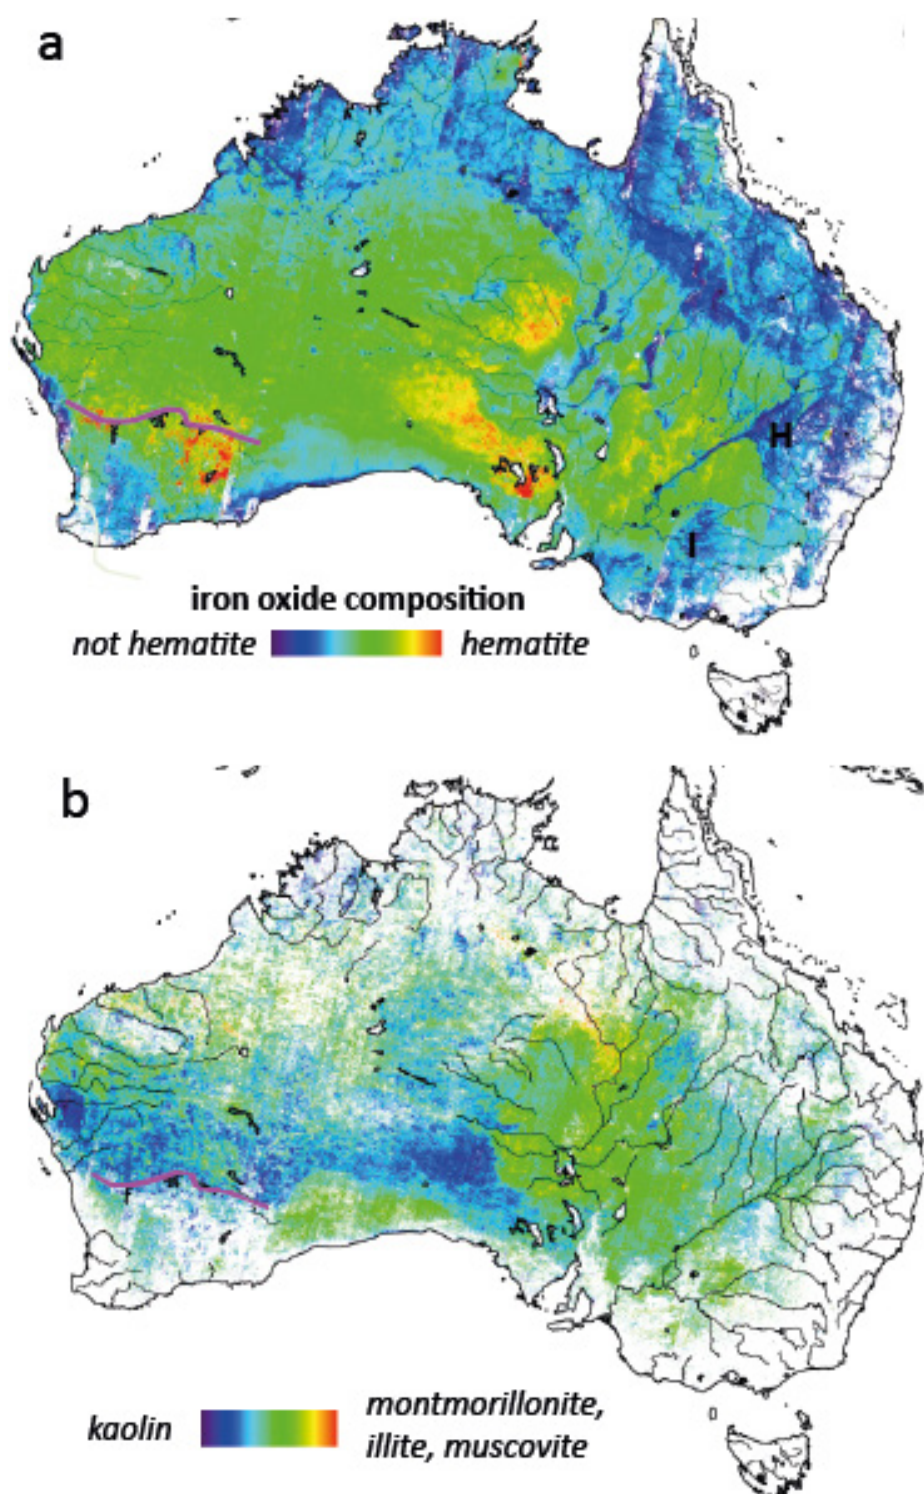 a
H
I
iron oxide composition
not hematite hematite
b
kaolin montmorillonite,
illite, muscovite